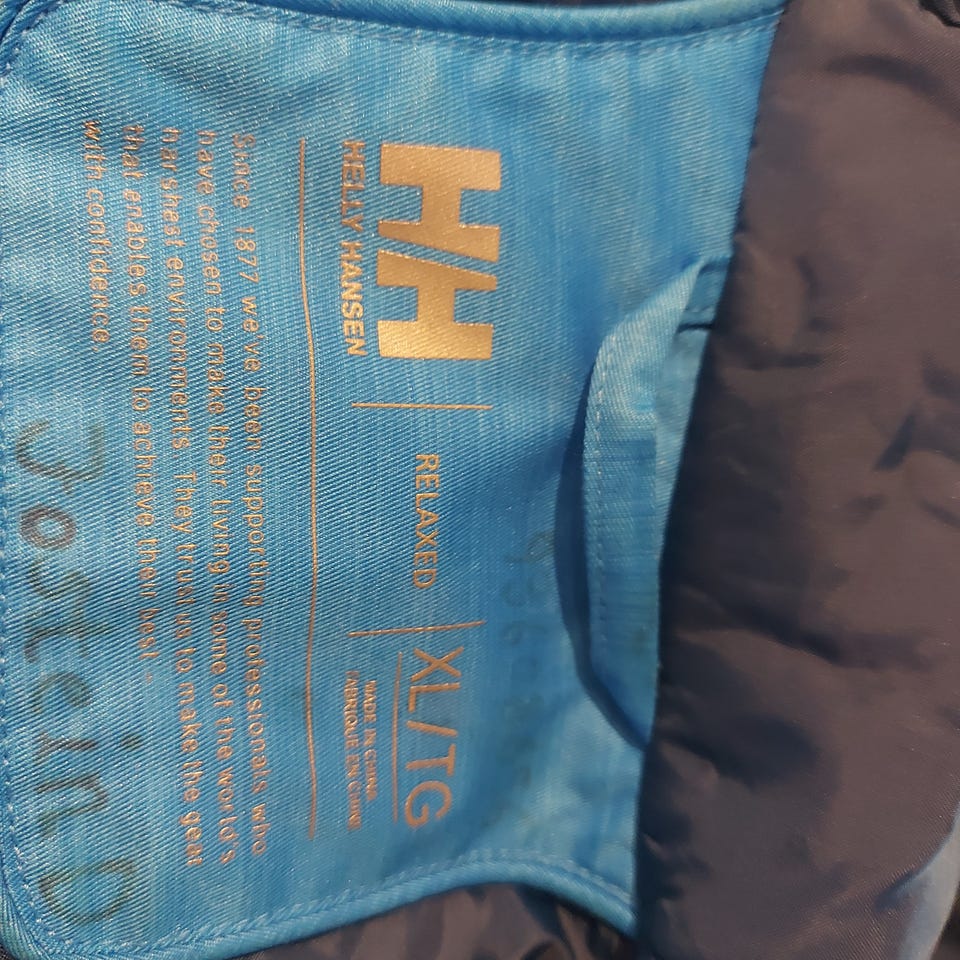 HH
HELLY HANSEN
RELAXED
XL/TG
MADE IN CHINA
FABRIQUE EN CHINE
Since 1877 we've been supporting professionals who
have chosen to make their living in some of the world's
harshest environments. They trust us to make the gear
that enables them to achieve their best -
with confidence.
JosteinD